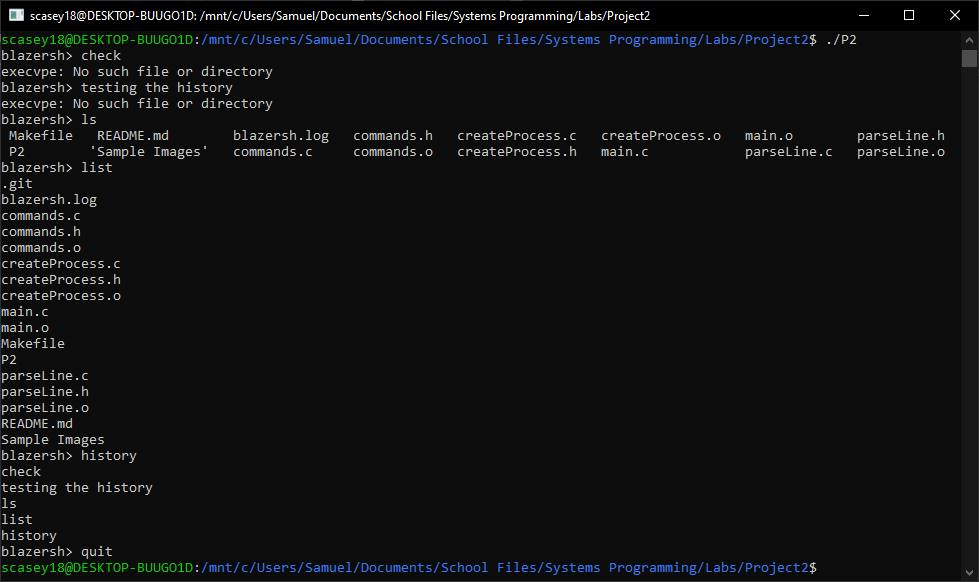 scasey18@DESKTOP-BUUGO1D: /mnt/c/Users/Samuel/Documents/School Files/Systems Programming/Labs/Project2
scasey18@DESKTOP-BUUGO1D:/mnt/c/Users/Samuel/Documents/School Files/Systems Programming/Labs/Project2$ ./P2
blazersh> check
execvpe: No such file or directory
blazersh> testing the history
execvpe: No such file or directory
blazersh> ls
 Makefile   README.md        blazersh.log   commands.h   createProcess.c   createProcess.o   main.o        parseLine.h
 P2        'Sample Images'   commands.c     commands.o   createProcess.h   main.c            parseLine.c   parseLine.o
blazersh> list
.git
blazersh.log
commands.c
commands.h
commands.o
createProcess.c
createProcess.h
createProcess.o
main.c
main.o
Makefile
P2
parseLine.c
parseLine.h
parseLine.o
README.md
Sample Images
blazersh> history
check
testing the history
ls
list
history
blazersh> quit
scasey18@DESKTOP-BUUGO1D:/mnt/c/Users/Samuel/Documents/School Files/Systems Programming/Labs/Project2$